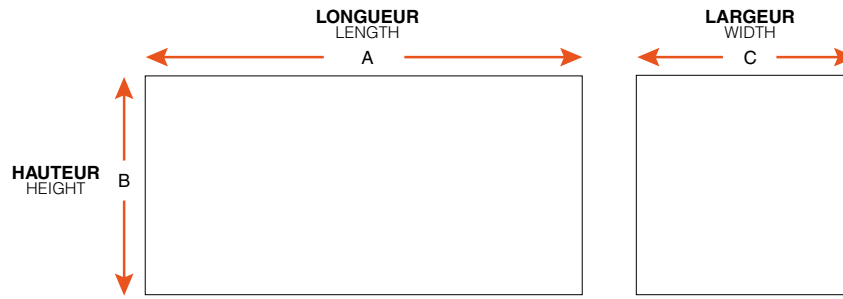 LONGUEUR
LENGTH
A
LARGEUR
WIDTH
C
HAUTEUR
HEIGHT
B